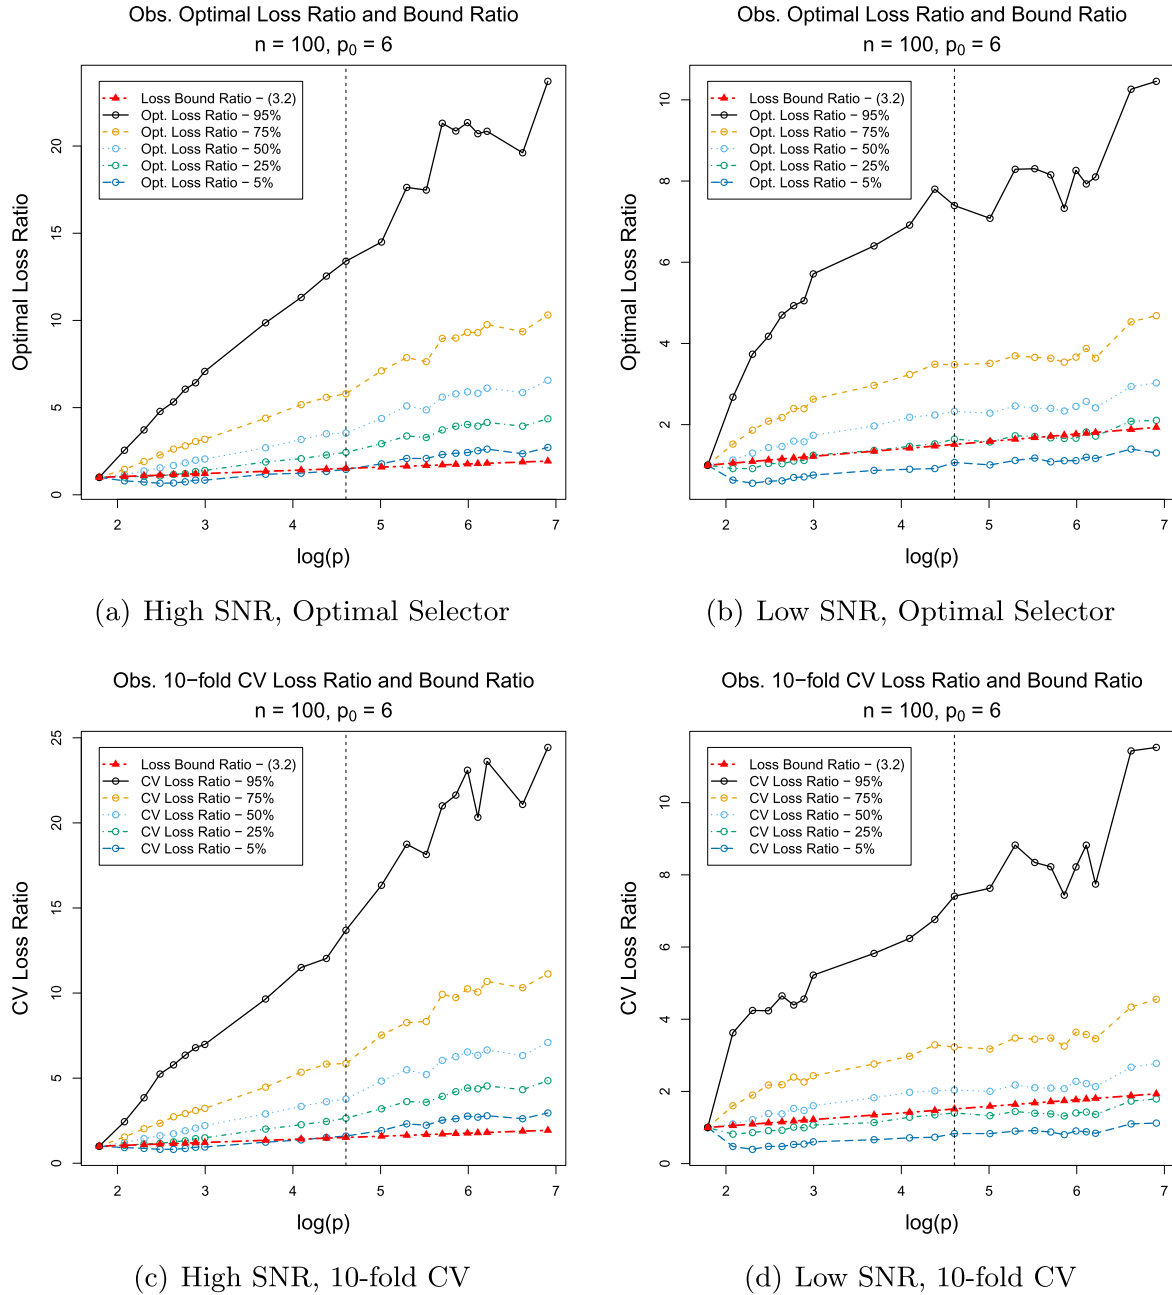 Obs. Optimal Loss Ratio and Bound Ratio
n = 100, p₀ = 6
Optimal Loss Ratio
0
5
10
15
20
Loss Bound Ratio − (3.2)
Opt. Loss Ratio − 95%
Opt. Loss Ratio − 75%
Opt. Loss Ratio − 50%
Opt. Loss Ratio − 25%
Opt. Loss Ratio − 5%
2 3 4 5 6 7
log(p)
(a) High SNR, Optimal Selector
Obs. Optimal Loss Ratio and Bound Ratio
n = 100, p₀ = 6
Optimal Loss Ratio
2
4
6
8
10
Loss Bound Ratio − (3.2)
Opt. Loss Ratio − 95%
Opt. Loss Ratio − 75%
Opt. Loss Ratio − 50%
Opt. Loss Ratio − 25%
Opt. Loss Ratio − 5%
2 3 4 5 6 7
log(p)
(b) Low SNR, Optimal Selector
Obs. 10−fold CV Loss Ratio and Bound Ratio
n = 100, p₀ = 6
CV Loss Ratio
0
5
10
15
20
25
Loss Bound Ratio − (3.2)
CV Loss Ratio − 95%
CV Loss Ratio − 75%
CV Loss Ratio − 50%
CV Loss Ratio − 25%
CV Loss Ratio − 5%
2 3 4 5 6 7
log(p)
(c) High SNR, 10-fold CV
Obs. 10−fold CV Loss Ratio and Bound Ratio
n = 100, p₀ = 6
CV Loss Ratio
0
2
4
6
8
10
Loss Bound Ratio − (3.2)
CV Loss Ratio − 95%
CV Loss Ratio − 75%
CV Loss Ratio − 50%
CV Loss Ratio − 25%
CV Loss Ratio − 5%
2 3 4 5 6 7
log(p)
(d) Low SNR, 10-fold CV